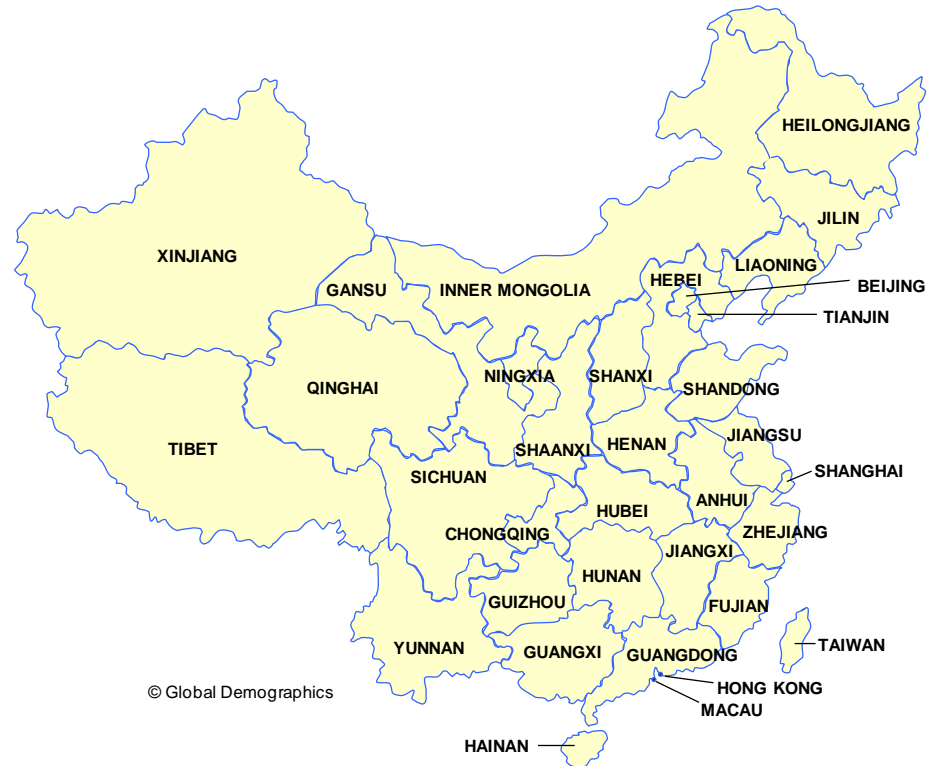 HEILONGJIANG
JILIN
XINJIANG
LIAONING
HEBEI
BEIJING
GANSU
INNER MONGOLIA
TIANJIN
NINGXIA
SHANXI
QINGHAI
SHANDONG
JIANGSU
TIBET
SHAANXI
HENAN
SHANGHAI
SICHUAN
ANHUI
HUBEI
CHONGQING
ZHEJIANG
JIANGXI
HUNAN
GUIZHOU
FUJIAN
YUNNAN
GUANGXI
GUANGDONG
TAIWAN
HONG KONG
© Global Demographics
MACAU
HAINAN